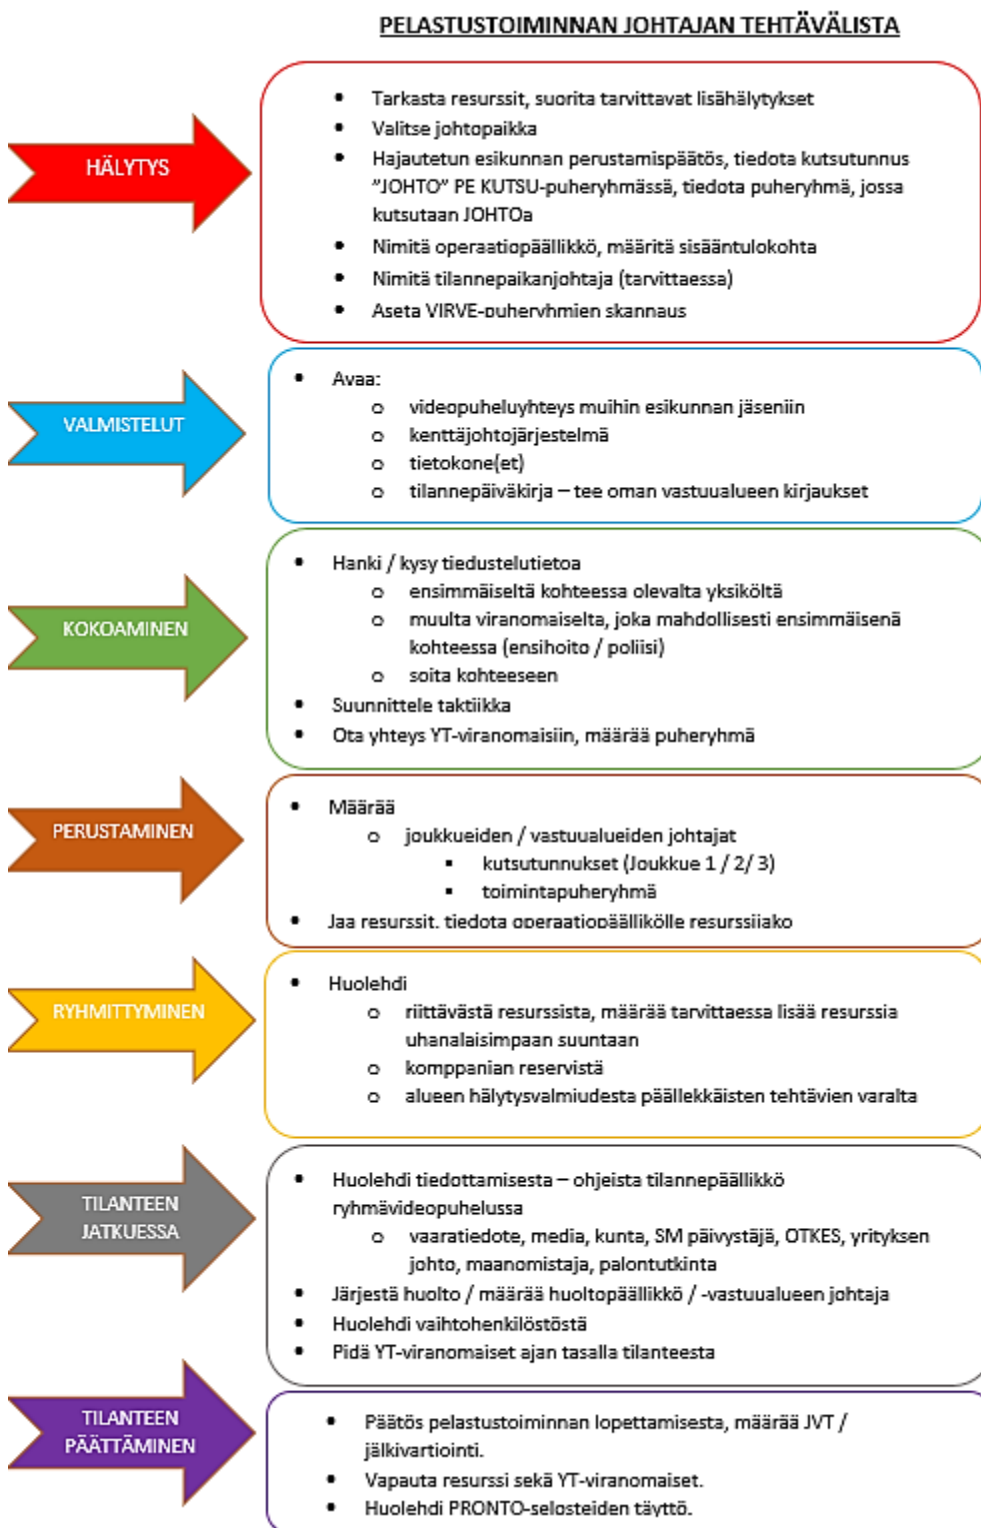 PELASTUSTOIMINNAN JOHTAJAN TEHTÄVÄLISTA
HÄLYTYS
• Tarkasta resurssit, suorita tarvittavat lisähälytykset
• Valitse johtopaikka
• Hajautetun esikunnan perustamispäätös, tiedota kutsutunnus
"JOHTO" PE KUTSU-puheryhmässä, tiedota puheryhmä, jossa
kutsutaan JOHTOa
• Nimitä operaatiopäällikkö, määritä sisääntulokohta
• Nimitä tilannepaikanjohtaja (tarvittaessa)
• Aseta VIRVE-puheryhmien skannaus
VALMISTELUT
• Avaa:
o videopuheluyhteys muihin esikunnan jäseniin
o kenttäjohtojärjestelmä
o tietokone(et)
o tilannepäiväkirja – tee oman vastuualueen kirjaukset
KOKOAMINEN
• Hanki / kysy tiedustelutietoa
o ensimmäiseltä kohteessa olevalta yksiköltä
o muulta viranomaiselta, joka mahdollisesti ensimmäisenä
kohteessa (ensihoito / poliisi)
o soita kohteeseen
• Suunnittele taktiikka
• Ota yhteys YT-viranomaisiin, määrää puheryhmä
PERUSTAMINEN
• Määrää
o joukkueiden / vastuualueiden johtajat
▪ kutsutunnukset (Joukkue 1 / 2/ 3)
▪ toimintapuheryhmä
• Jaa resurssit, tiedota operaatiopäällikölle resurssijako
RYHMITTYMINEN
• Huolehdi
o riittävästä resurssista, määrää tarvittaessa lisää resurssia
uhanalaisimpaan suuntaan
o komppanian reservistä
o alueen hälytysvalmiudesta päällekkäisten tehtävien varalta
TILANTEEN
JATKUESSA
• Huolehdi tiedottamisesta – ohjeista tilannepäällikkö
ryhmävideopuhelussa
o vaaratiedote, media, kunta, SM päivystäjä, OTKES, yrityksen
johto, maanomistaja, palontutkinta
• Järjestä huolto / määrää huoltopäällikkö / -vastuualueen johtaja
• Huolehdi vaihtohenkilöstöstä
• Pidä YT-viranomaiset ajan tasalla tilanteesta
TILANTEEN
PÄÄTTÄMINEN
• Päätös pelastustoiminnan lopettamisesta, määrää JVT /
jälkivartiointi.
• Vapauta resurssi sekä YT-viranomaiset.
• Huolehdi PRONTO-selosteiden täyttö.